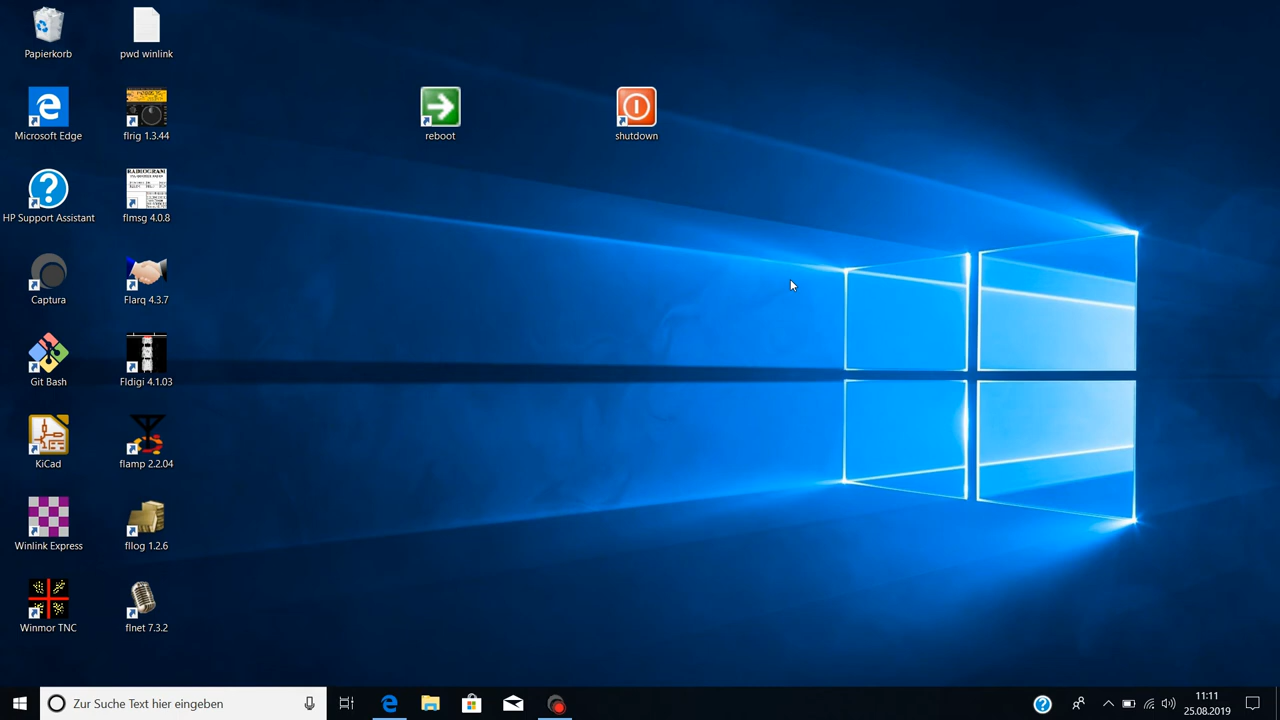 Papierkorb
pwd winlink
Microsoft Edge
flrig 1.3.44
reboot
shutdown
HP Support Assistant
RADIOGRAM
flmsg 4.0.8
Captura
Flarq 4.3.7
Git Bash
Fldigi 4.1.03
KiCad
flamp 2.2.04
Winlink Express
fllog 1.2.6
Winmor TNC
flnet 7.3.2
Zur Suche Text hier eingeben
11:11
25.08.2019